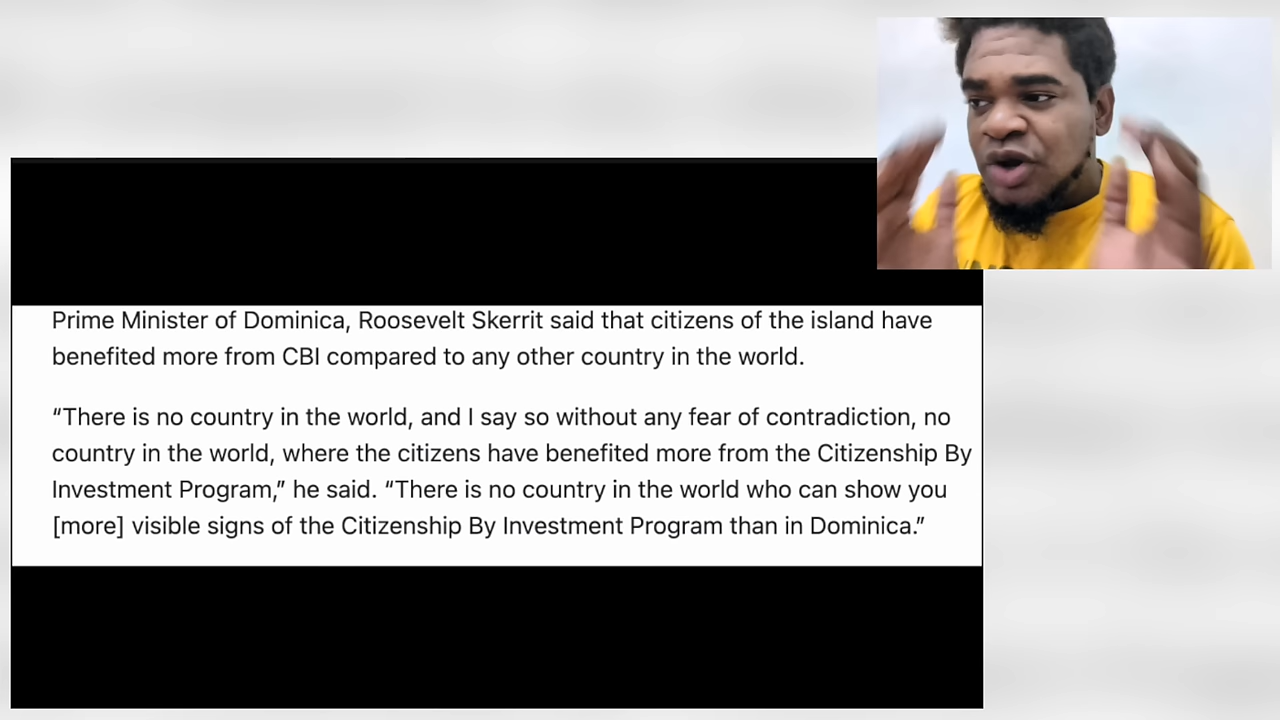 Prime Minister of Dominica, Roosevelt Skerrit said that citizens of the island have
benefited more from CBI compared to any other country in the world.
“There is no country in the world, and I say so without any fear of contradiction, no
country in the world, where the citizens have benefited more from the Citizenship By
Investment Program,” he said. “There is no country in the world who can show you
[more] visible signs of the Citizenship By Investment Program than in Dominica.”